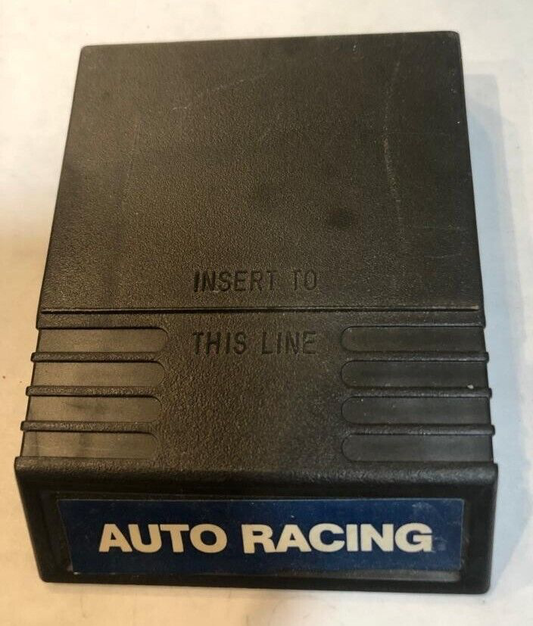 INSERT TO
THIS LINE
AUTO RACING